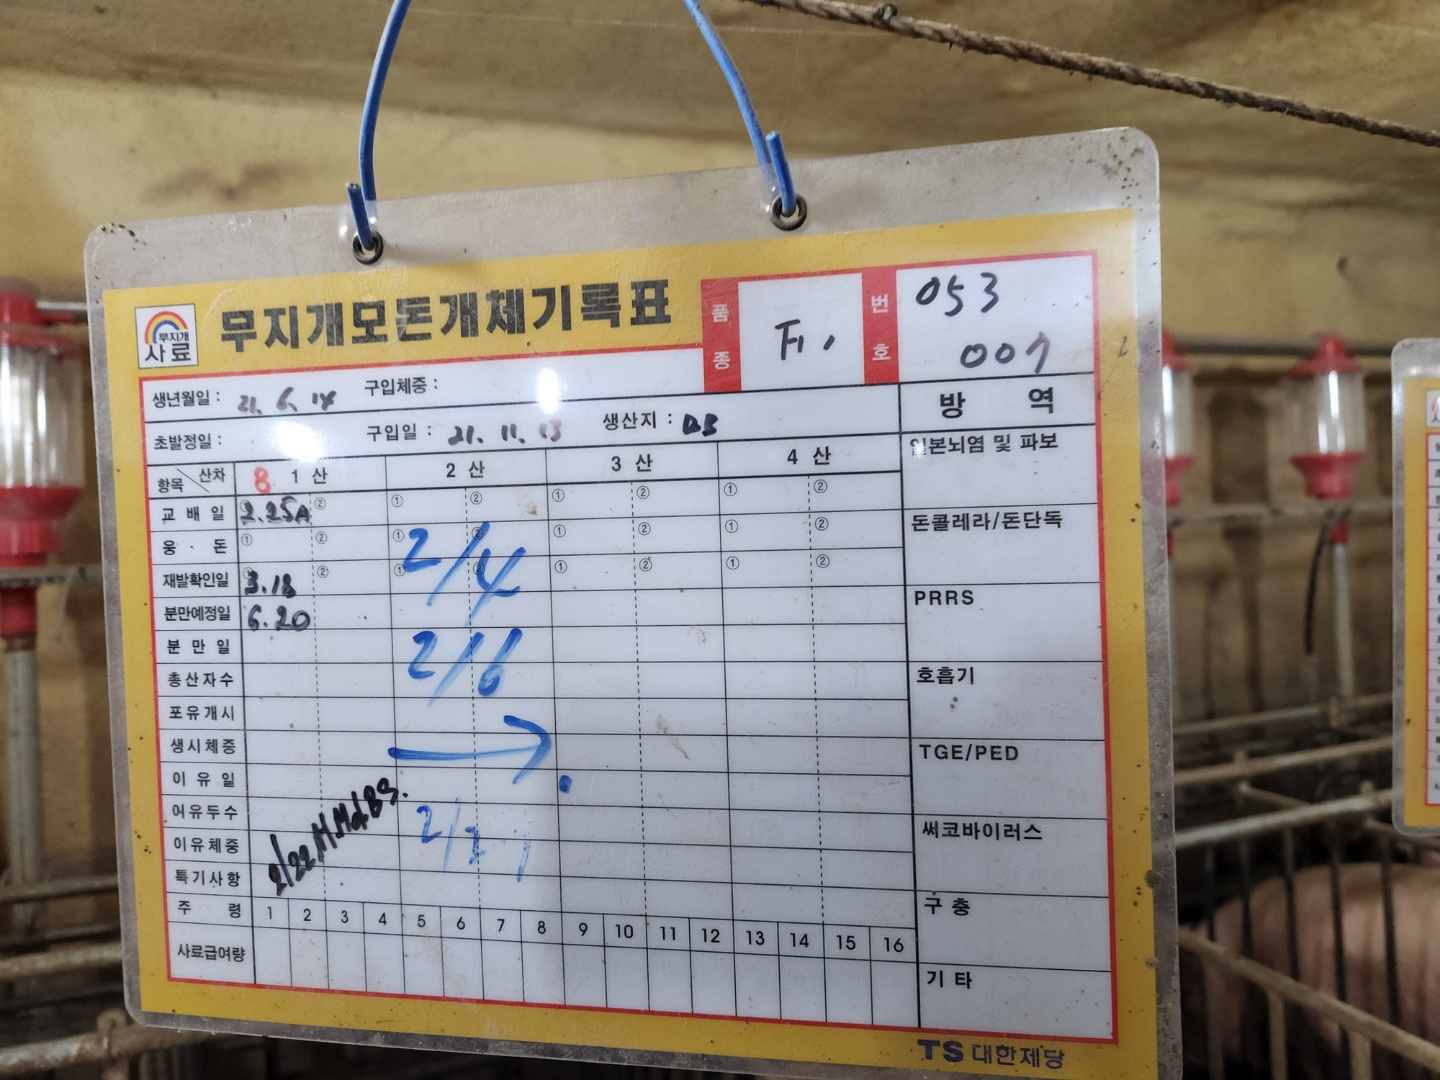 무지개
사료
무지개모돈개체기록표
품종
F1,
번호
053
007
생년월일 : 21. 6. 14 구입체중 :
초발정일 : 구입일 : 21. 11. 13 생산지 :
방 역
항목 산차 8 1 산 2 산 3 산 4 산
교 배 일 2.25A ② ① ② ① ② ① ②
웅 · 돈 ① ② ① ② ① ② ① ②
재발확인일 3.18 ② ① ② ① ② ① ②
분만예정일 6.20
2/4
분 만 일
2/16
총산자수
포유개시
생시체중
→
이 유 일
여유두수
이유체중
특기사항
2/22
주 령 1 2 3 4 5 6 7 8 9 10 11 12 13 14 15 16
사료급여량
일본뇌염 및 파보
돈콜레라/돈단독
PRRS
호흡기
TGE/PED
써코바이러스
구 충
기 타
TS 대한제당